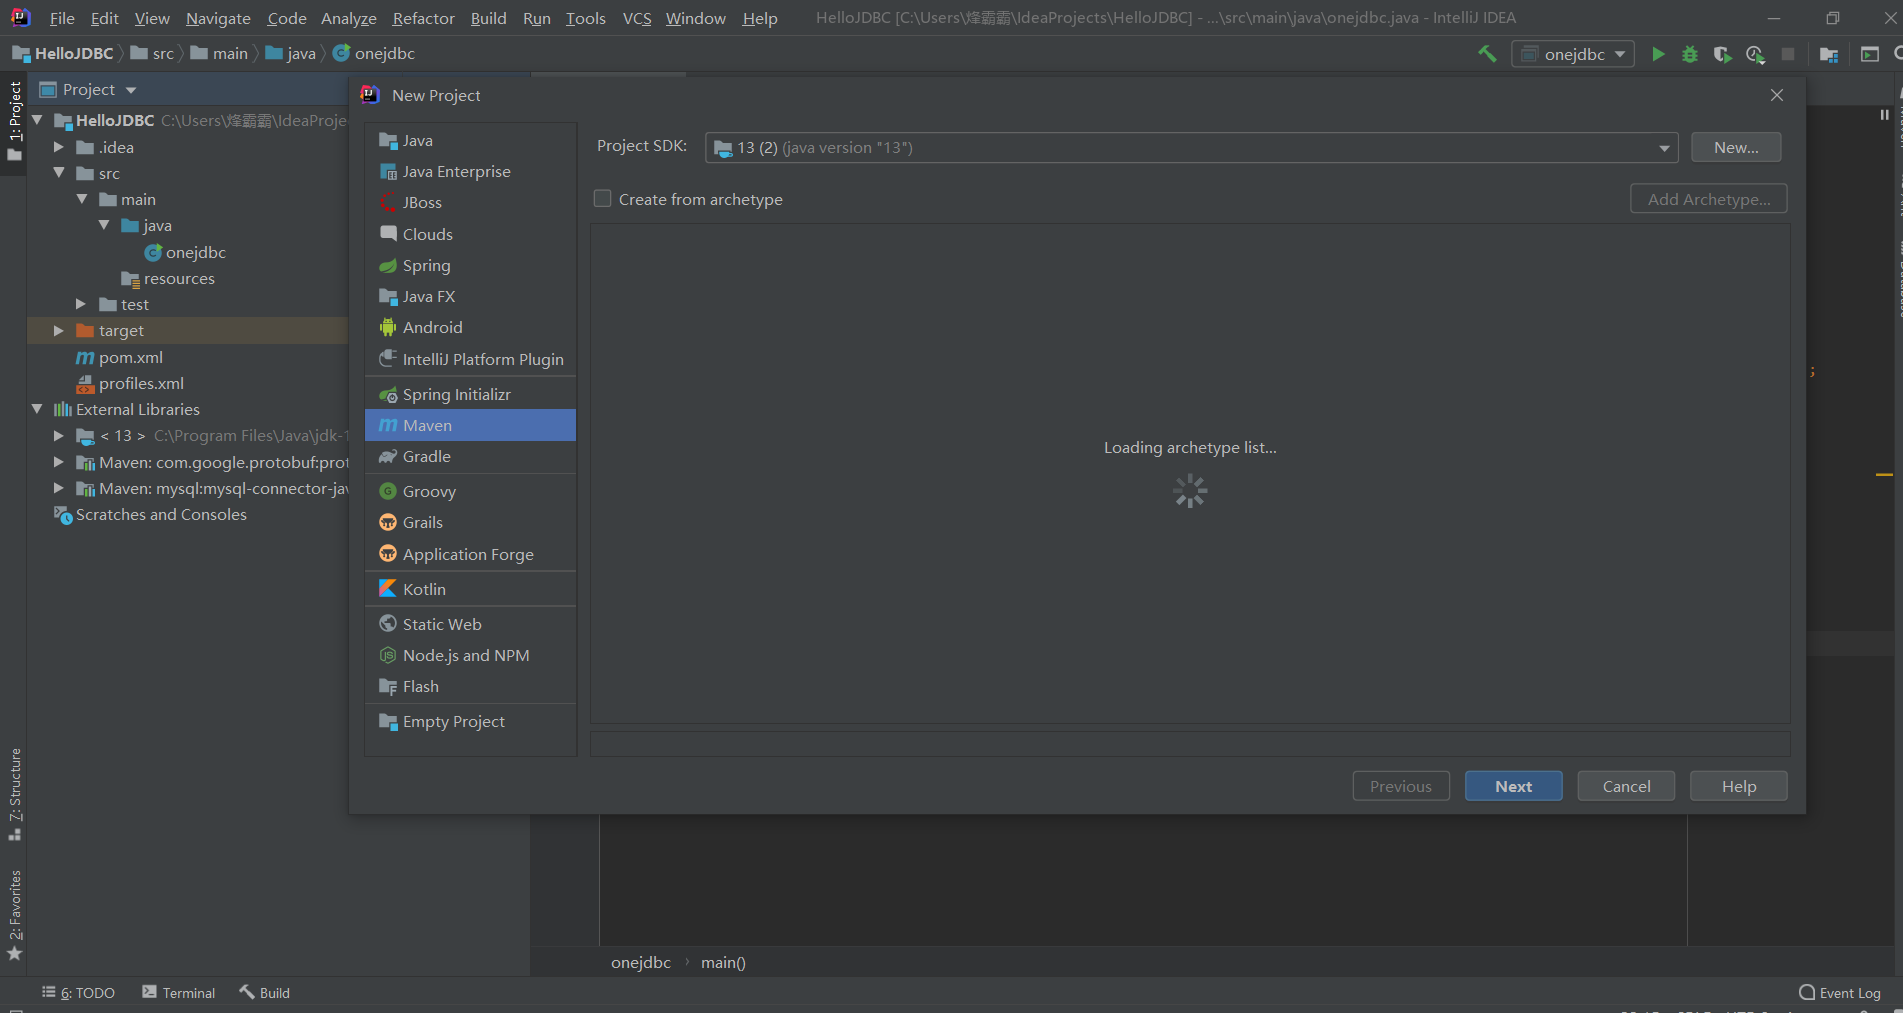 File Edit View Navigate Code Analyze Refactor Build Run Tools VCS Window Help HelloJDBC [C:\Users\烽霸霸\IdeaProjects\HelloJDBC] - ...\src\main\java\onejdbc.java - IntelliJ IDEA
HelloJDBC src main java onejdbc onejdbc
1: Project
Project
HelloJDBC C:\Users\烽霸霸\IdeaProje
.idea
src
main
java
onejdbc
resources
test
target
pom.xml
profiles.xml
External Libraries
< 13 > C:\Program Files\Java\jdk-1
Maven: com.google.protobuf:prot
Maven: mysql:mysql-connector-jav
Scratches and Consoles
New Project
Java
Java Enterprise
JBoss
Clouds
Spring
Java FX
Android
IntelliJ Platform Plugin
Spring Initializr
Maven
Gradle
Groovy
Grails
Application Forge
Kotlin
Static Web
Node.js and NPM
Flash
Empty Project
Project SDK: 13 (2) (java version "13") New...
Create from archetype Add Archetype...
Loading archetype list...
Previous Next Cancel Help
;
7: Structure
2: Favorites
onejdbc › main()
6: TODO Terminal Build Event Log